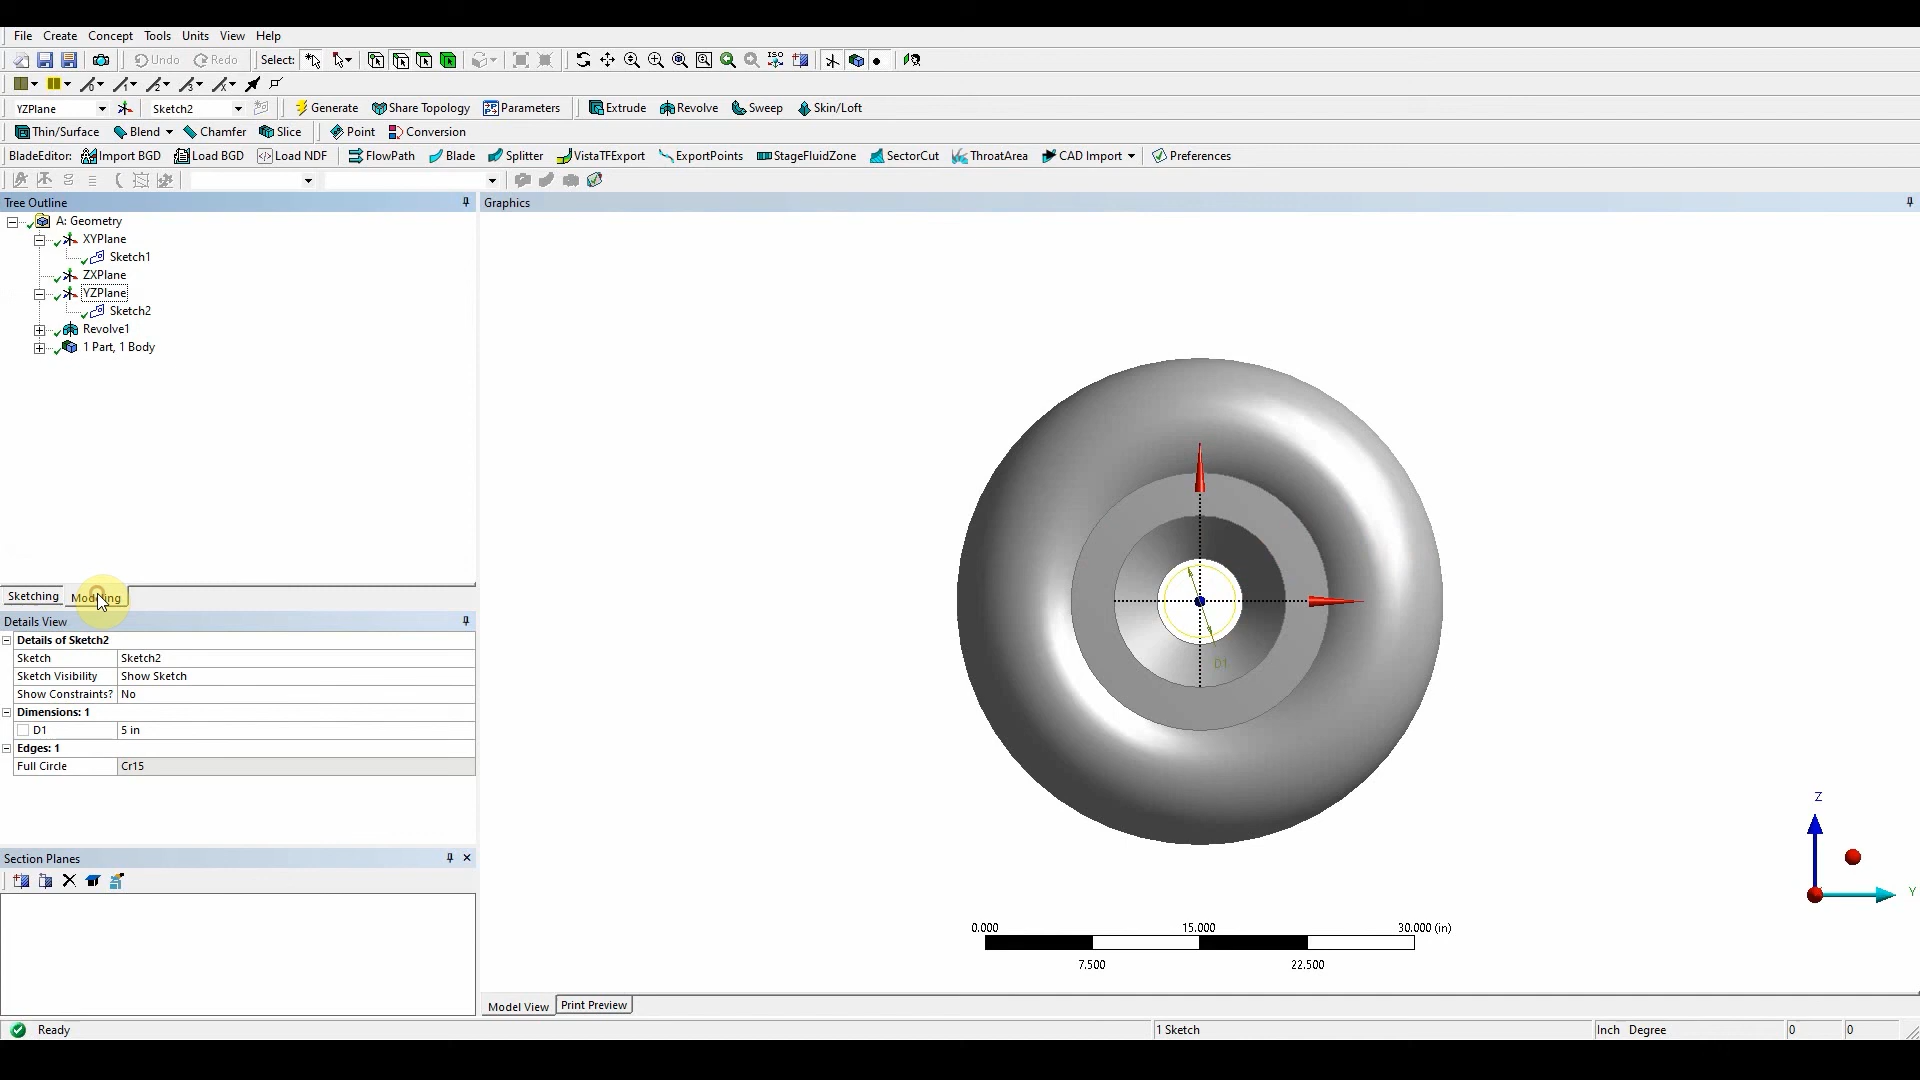 File Create Concept Tools Units View Help
Undo Redo Select: ISO
YZPlane Sketch2 Generate Share Topology Parameters Extrude Revolve Sweep Skin/Loft
Thin/Surface Blend Chamfer Slice Point Conversion
BladeEditor: Import BGD Load BGD Load NDF FlowPath Blade Splitter VistaTFExport ExportPoints StageFluidZone SectorCut ThroatArea CAD Import Preferences
Tree Outline
Graphics
A: Geometry
XYPlane
Sketch1
ZXPlane
YZPlane
Sketch2
Revolve1
1 Part, 1 Body
Sketching Modeling
Details View
Details of Sketch2
Sketch Sketch2
Sketch Visibility Show Sketch
Show Constraints? No
Dimensions: 1
D1 5 in
Edges: 1
Full Circle Cr15
Section Planes
D1
Z
Y
0.000 15.000 30.000 (in)
7.500 22.500
Model View Print Preview
Ready 1 Sketch Inch Degree 0 0